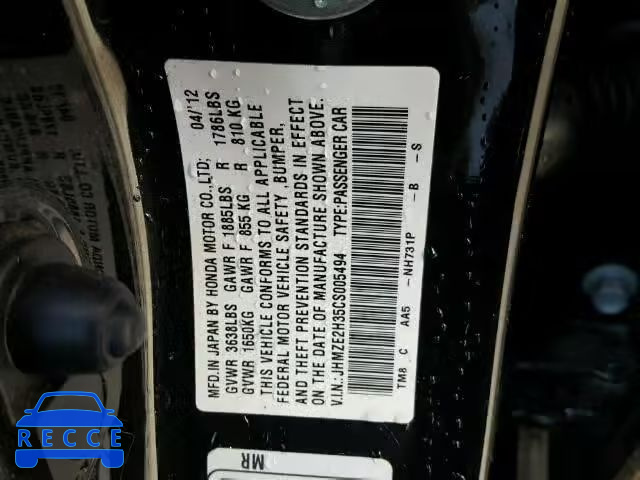 MFD.IN JAPAN BY HONDA MOTOR CO.,LTD; 04/'12
GVWR 3638LBS GAWR F 1885LBS R 1786LBS
GVWR 1650KG GAWR F 855 KG R 810 KG
THIS VEHICLE CONFORMS TO ALL APPLICABLE
FEDERAL MOTOR VEHICLE SAFETY ,BUMPER,
AND THEFT PREVENTION STANDARDS IN EFFECT
ON THE DATE OF MANUFACTURE SHOWN ABOVE.
V.I.N.:JHMZE2H35CS005494 TYPE:PASSENGER CAR
TM8 C AA5 -NH731P -B -S
MR
STAT
RECCE